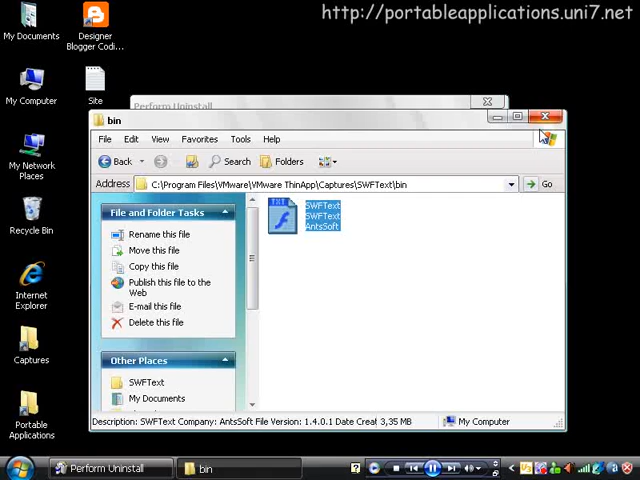 http://portableapplications.uni7.net
My Documents
Designer
Blogger Codi...
My Computer
Site
Perform Uninstall
bin
File Edit View Favorites Tools Help
Back Search Folders
Address C:\Program Files\VMware\VMware ThinApp\Captures\SWFText\bin Go
My Network
Places
File and Folder Tasks
TXT
SWFText
SWFText
AntsSoft
Rename this file
Move this file
Copy this file
Publish this file to the
Web
E-mail this file
Delete this file
Recycle Bin
Internet
Explorer
Captures
Other Places
SWFText
My Documents
Portable
Applications
Description: SWFText Company: AntsSoft File Version: 1.4.0.1 Date Creat 3,35 MB My Computer
Perform Uninstall bin